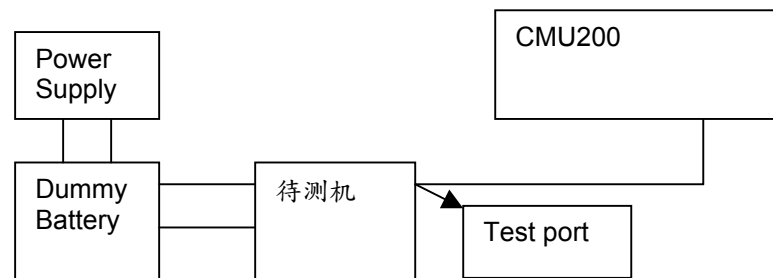 CMU200
Power
Supply
Dummy
Battery
待测机
Test port